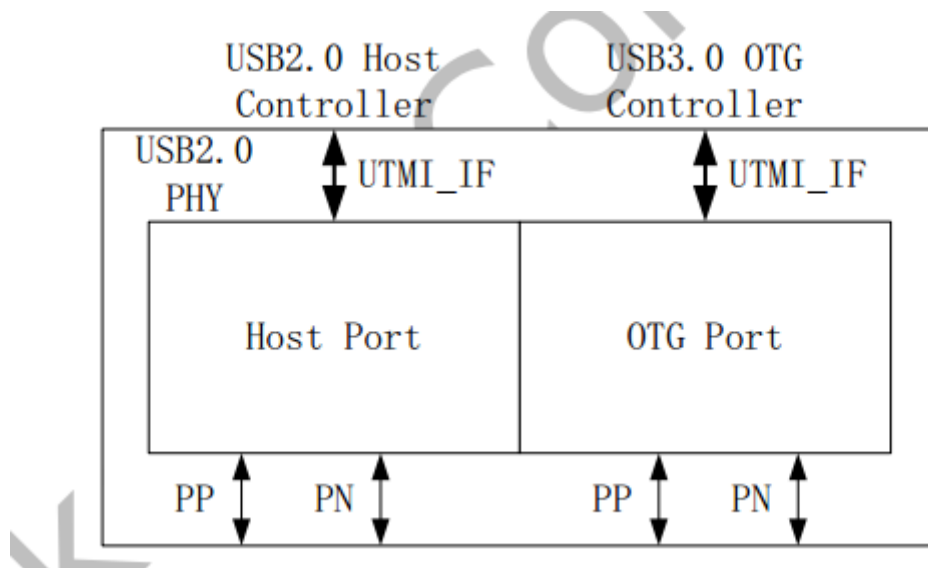 USB2.0 Host
Controller
USB3.0 OTG
Controller
USB2.0
PHY
UTMI_IF
UTMI_IF
Host Port
OTG Port
PP
PN
PP
PN